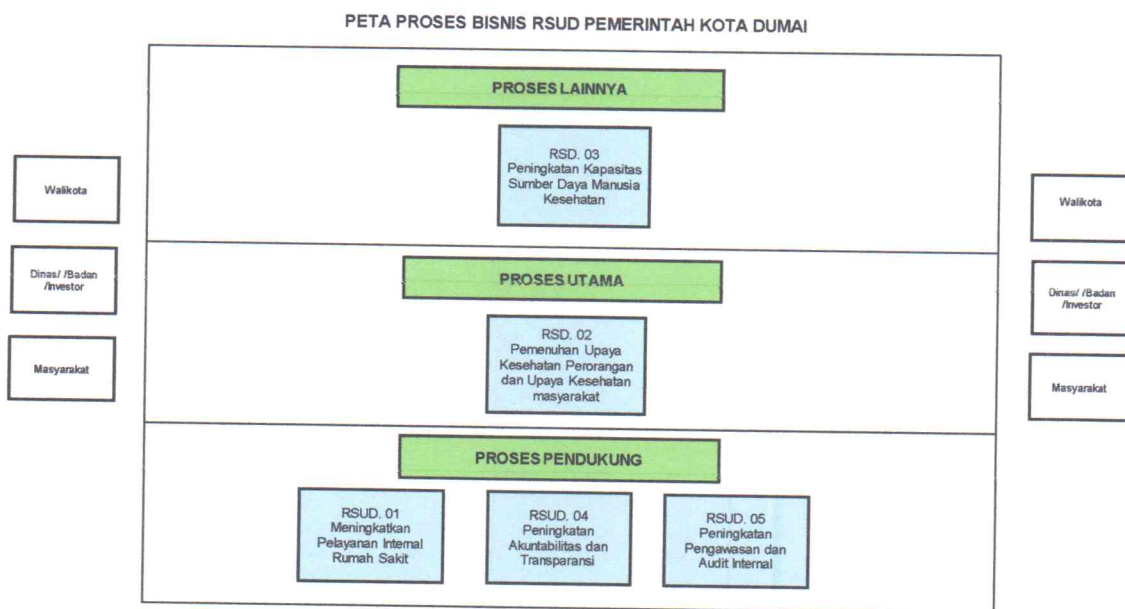 PETA PROSES BISNIS RSUD PEMERINTAH KOTA DUMAI
PROSES LAINNYA
RSD. 03
Peningkatan Kapasitas
Sumber Daya Manusia
Kesehatan
Walikota
Dinas/ /Badan
/Investor
Masyarakat
Walikota
Dinas/ /Badan
/Investor
Masyarakat
PROSES UTAMA
RSD. 02
Pemenuhan Upaya
Kesehatan Perorangan
dan Upaya Kesehatan
masyarakat
PROSES PENDUKUNG
RSUD. 01
Meningkatkan
Pelayanan Internal
Rumah Sakit
RSUD. 04
Peningkatan
Akuntabilitas dan
Transparansi
RSUD. 05
Peningkatan
Pengawasan dan
Audit Internal